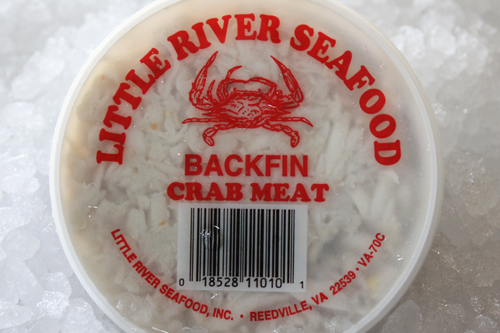 LITTLE RIVER SEAFOOD
BACKFIN
CRAB MEAT
0 18528 11010 1
LITTLE RIVER SEAFOOD, INC. • REEDVILLE, VA 22539 • VA-70C